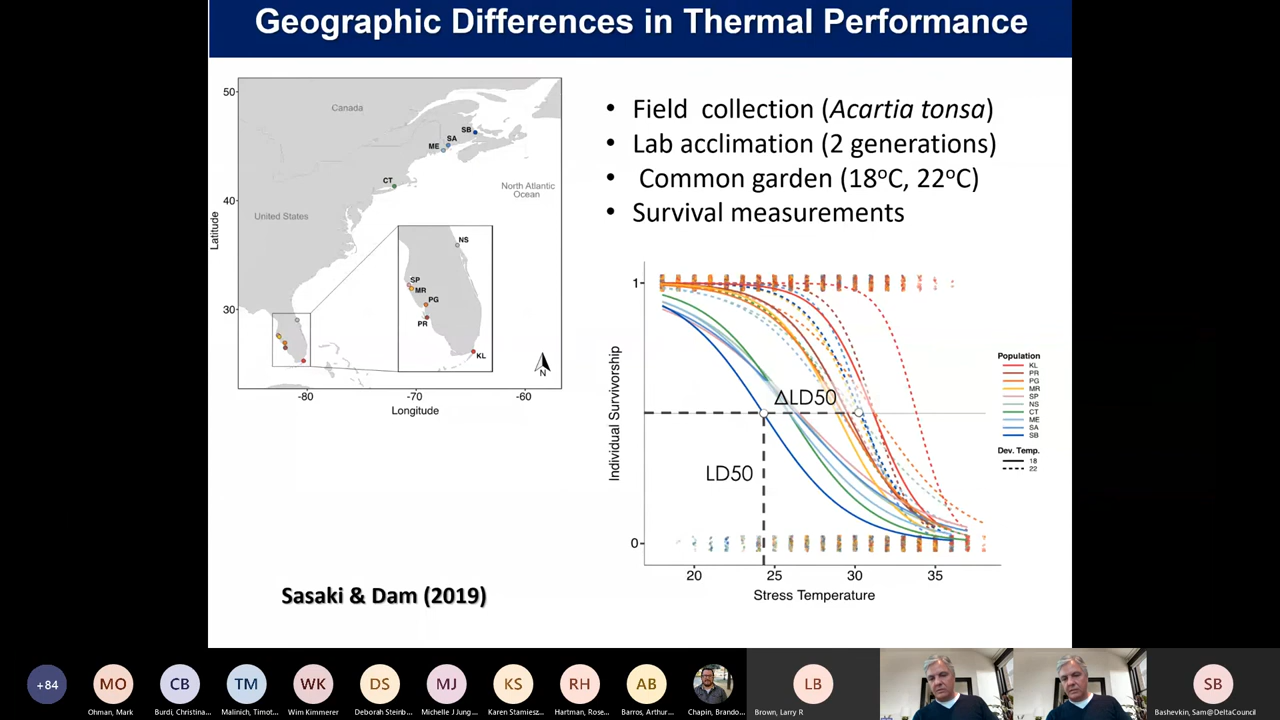 Geographic Differences in Thermal Performance
50
40
30
Latitude
Canada
SB
SA
ME
CT
North Atlantic
Ocean
United States
NS
SP
MR
PG
PR
KL
N
-80
-70
-60
Longitude
• Field collection (Acartia tonsa)
• Lab acclimation (2 generations)
• Common garden (18°C, 22°C)
• Survival measurements
1
0
Individual Survivorship
ΔLD50
LD50
20
25
30
35
Stress Temperature
Population
KL
PR
PG
MR
SP
NS
CT
ME
SA
SB
Dev. Temp.
18
22
Sasaki & Dam (2019)
+84
MO
CB
TM
WK
DS
MJ
KS
RH
AB
LB
SB
Ohman, Mark
Burdi, Christina...
Malinich, Timot...
Wim Kimmerer
Deborah Steinb...
Michelle J Jung...
Karen Stamiesz...
Hartman, Rose...
Barros, Arthur...
Chapin, Brando...
Brown, Larry R
Bashevkin, Sam@DeltaCouncil